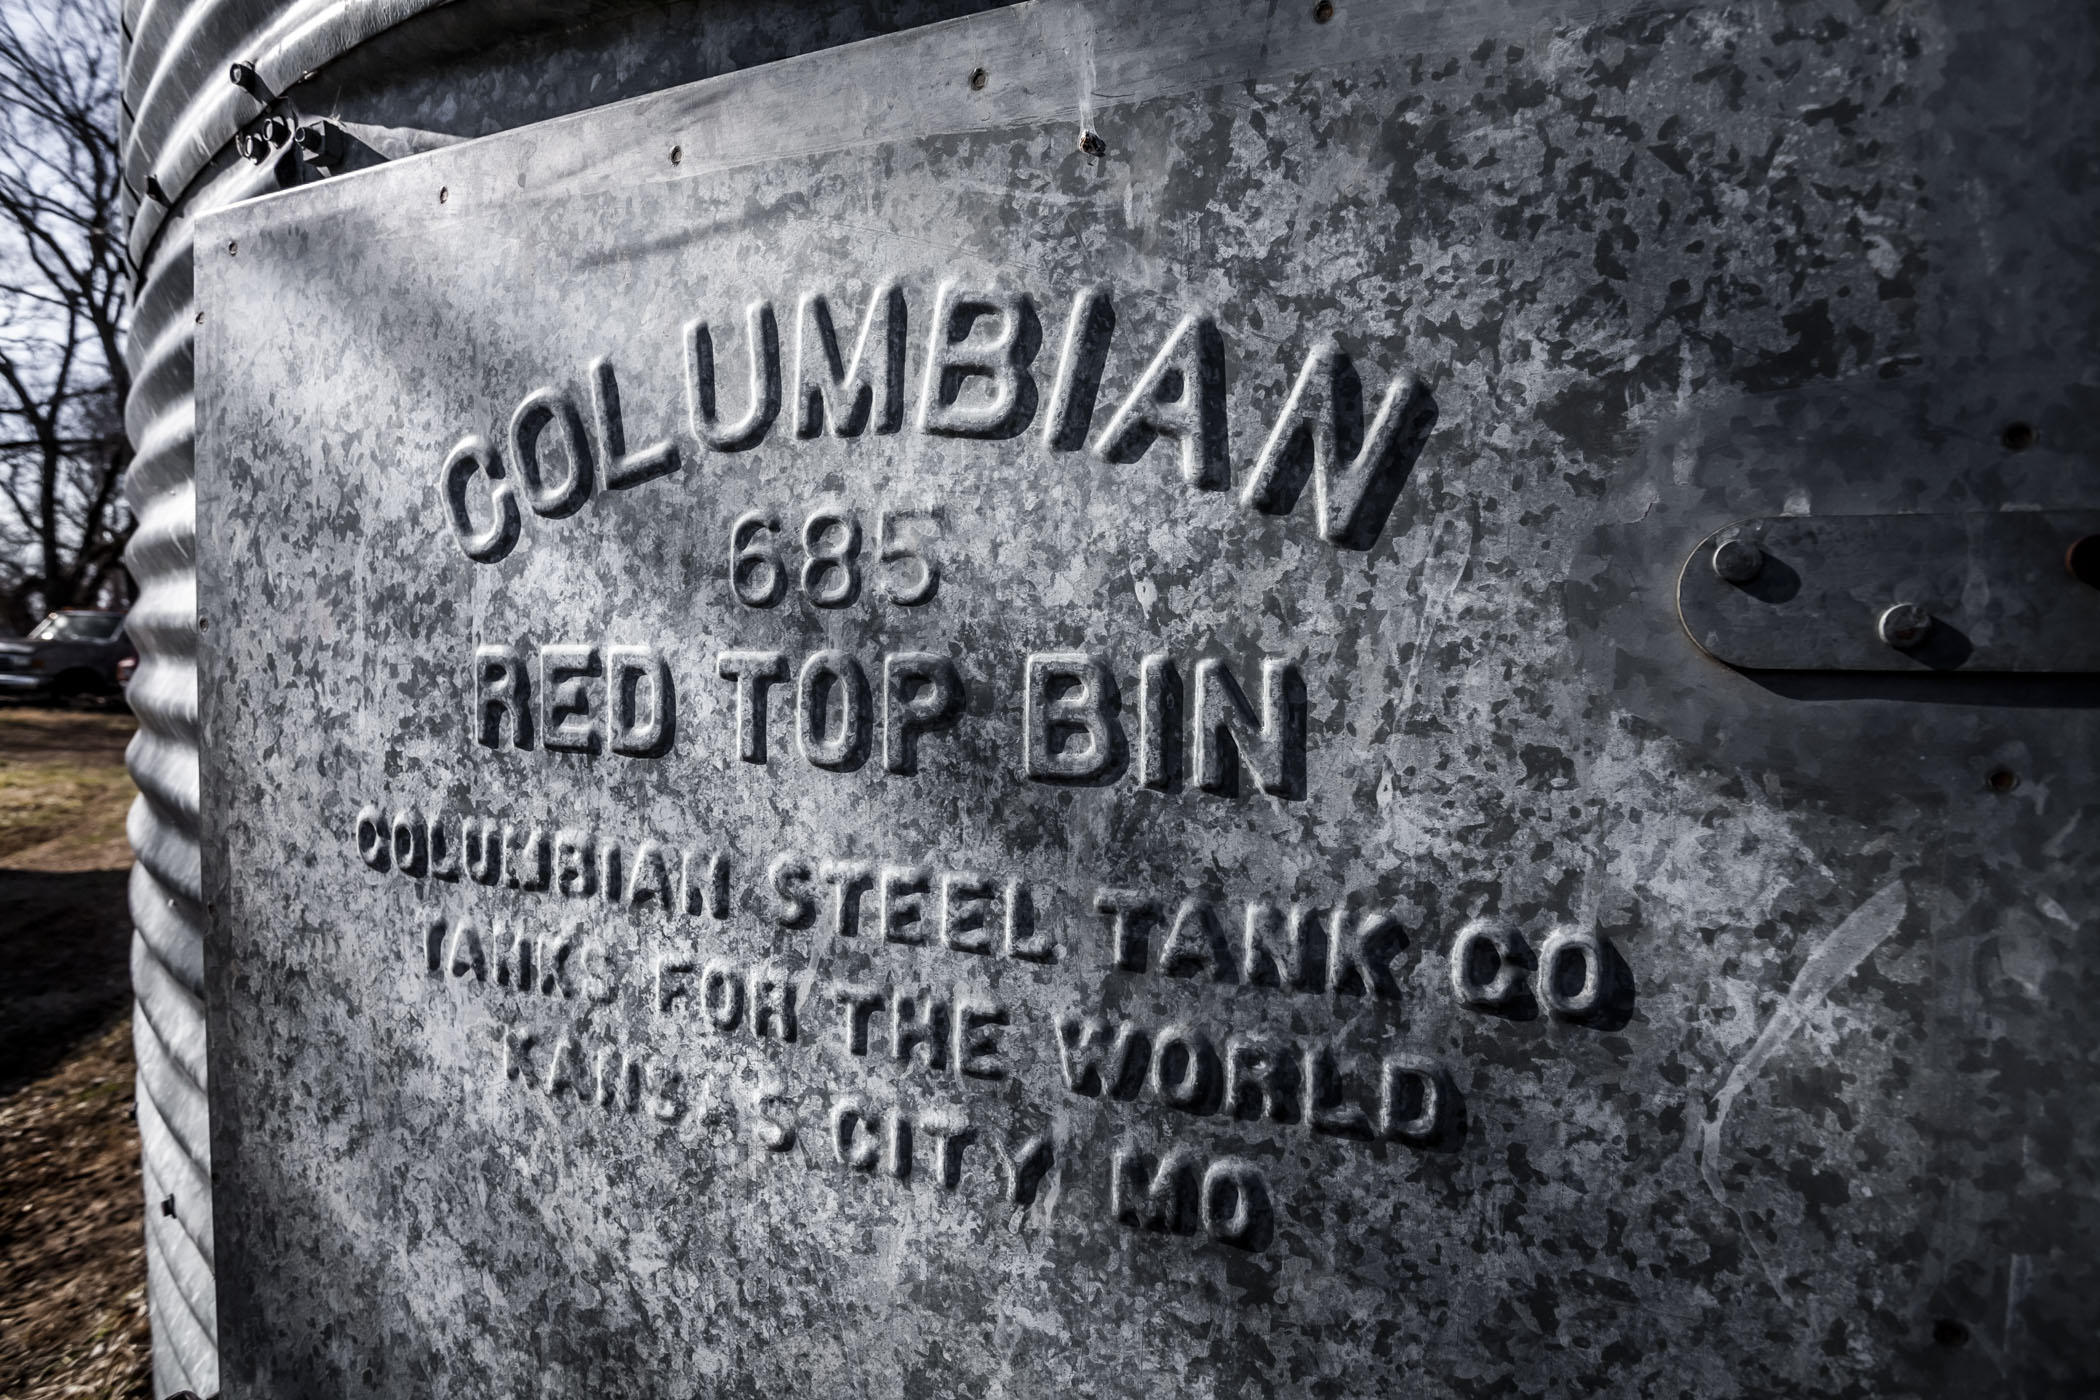 COLUMBIAN
685
RED TOP BIN
COLUMBIAN STEEL TANK CO
TANKS FOR THE WORLD
KANSAS CITY MO